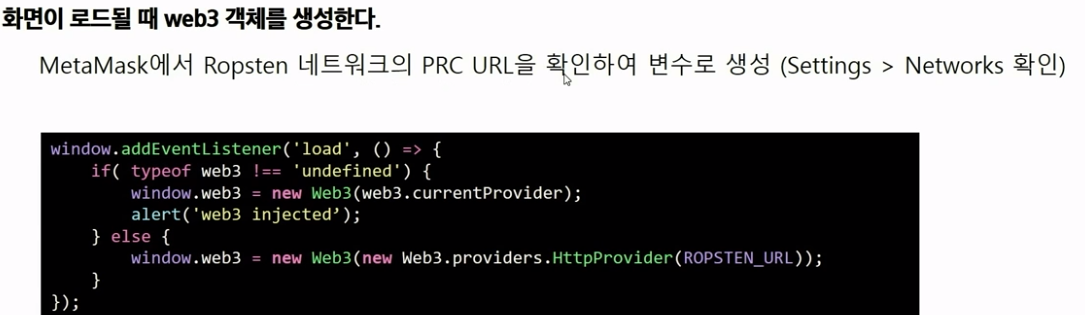 화면이 로드될 때 web3 객체를 생성한다.
MetaMask에서 Ropsten 네트워크의 PRC URL을 확인하여 변수로 생성 (Settings > Networks 확인)
window.addEventListener('load', () => {
    if( typeof web3 !== 'undefined') {
        window.web3 = new Web3(web3.currentProvider);
        alert('web3 injected’);
    } else {
        window.web3 = new Web3(new Web3.providers.HttpProvider(ROPSTEN_URL));
    }
});